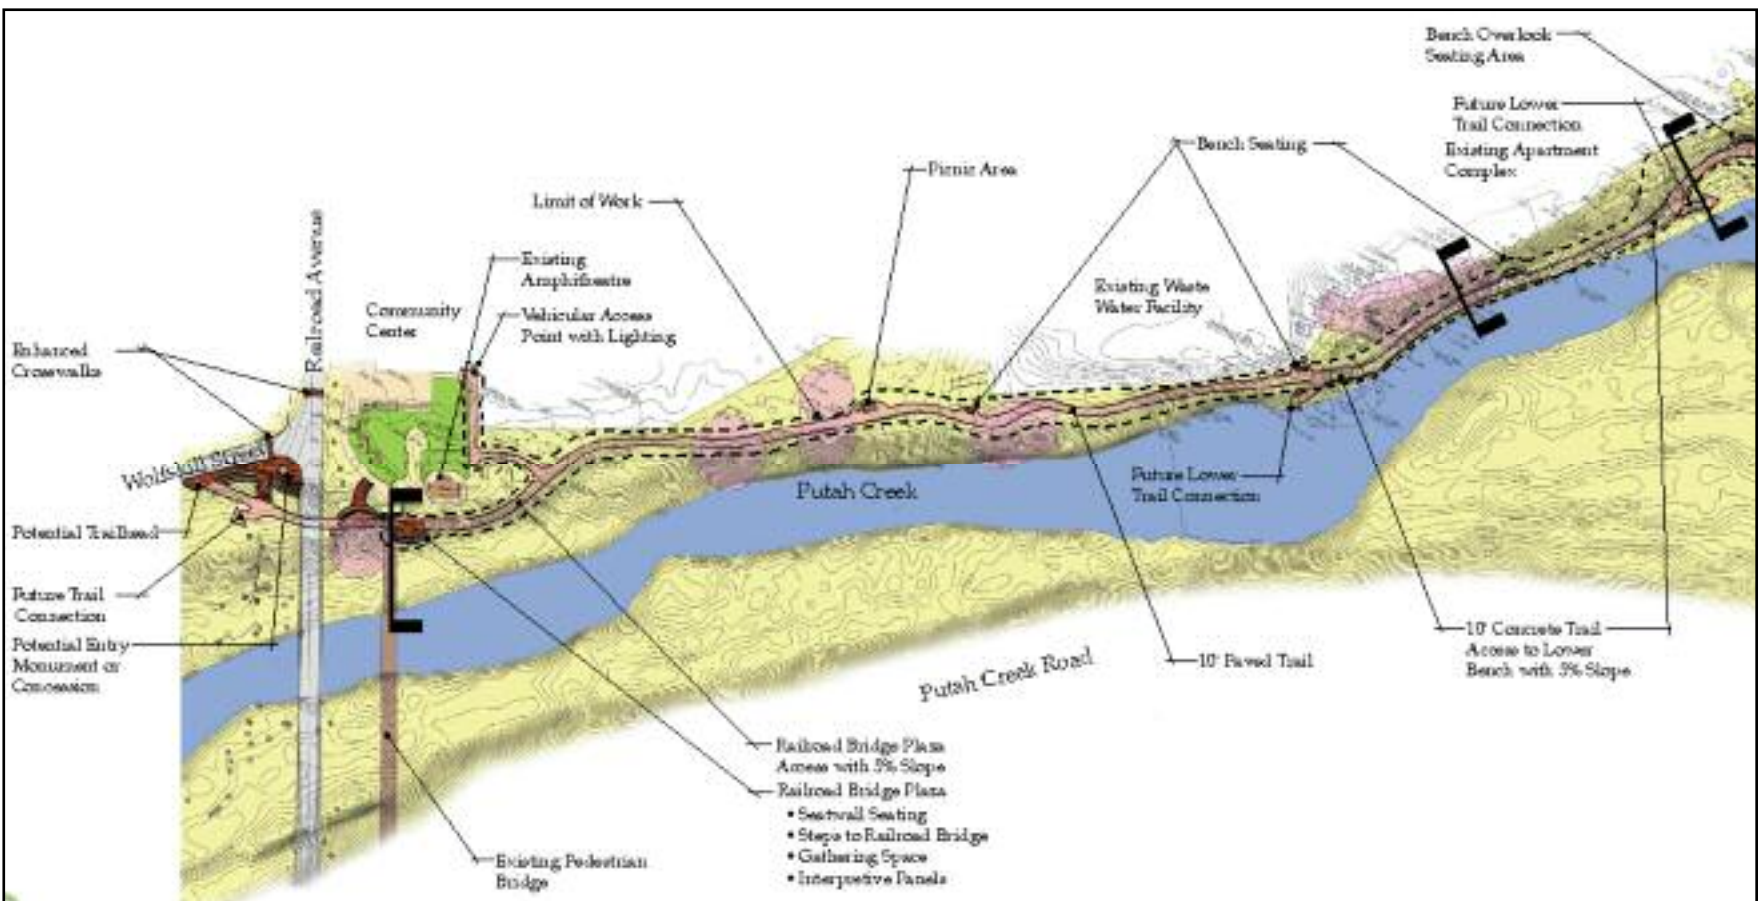 Bench Overlook
Seating Area
Future Lower
Trail Connection
Existing Apartment
Complex
Bench Seating
Picnic Area
Limit of Work
Railroad Avenue
Existing
Amphitheatre
Existing Waste
Water Facility
Community
Center
Vehicular Access
Point with Lighting
Enhanced
Crosswalks
Wolfskill Street
Putah Creek
Future Lower
Trail Connection
Potential Trailhead
Future Trail
Connection
Potential Entry
Monument or
Concession
10' Concrete Trail
Access to Lower
Bench with 5% Slope
10' Paved Trail
Putah Creek Road
Railroad Bridge Plaza
Access with 5% Slope
Railroad Bridge Plaza
• Seatwall Seating
• Steps to Railroad Bridge
• Gathering Space
• Interpretive Panels
Existing Pedestrian
Bridge